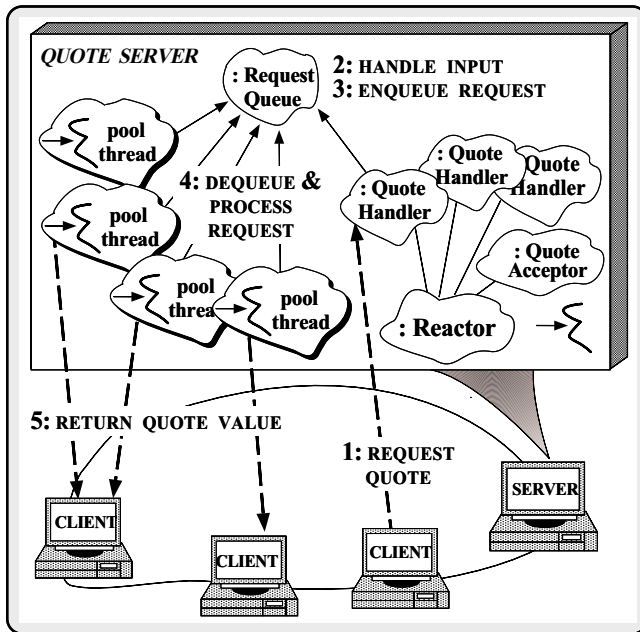 QUOTE SERVER
: Request
Queue
2: HANDLE INPUT
3: ENQUEUE REQUEST
pool
thread
4: DEQUEUE &
PROCESS
REQUEST
pool
thread
pool
thread
pool
thread
: Quote
Handler
: Quote
Handler
: Quote
Handler
: Quote
Acceptor
: Reactor
5: RETURN QUOTE VALUE
1: REQUEST
QUOTE
SERVER
CLIENT
CLIENT
CLIENT